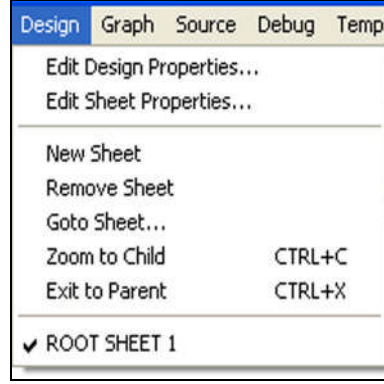 Design Graph Source Debug Temp
Edit Design Properties...
Edit Sheet Properties...
New Sheet
Remove Sheet
Goto Sheet...
Zoom to Child CTRL+C
Exit to Parent CTRL+X
✓ ROOT SHEET 1